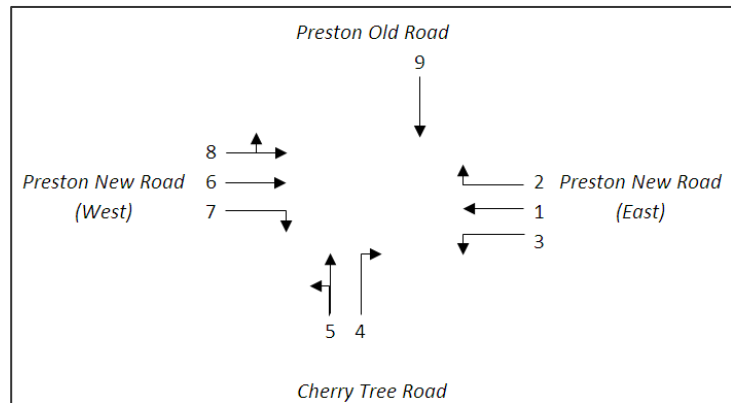 Preston Old Road
9
8
Preston New Road 6 2 Preston New Road
(West) 7 1 (East)
3
5 4
Cherry Tree Road